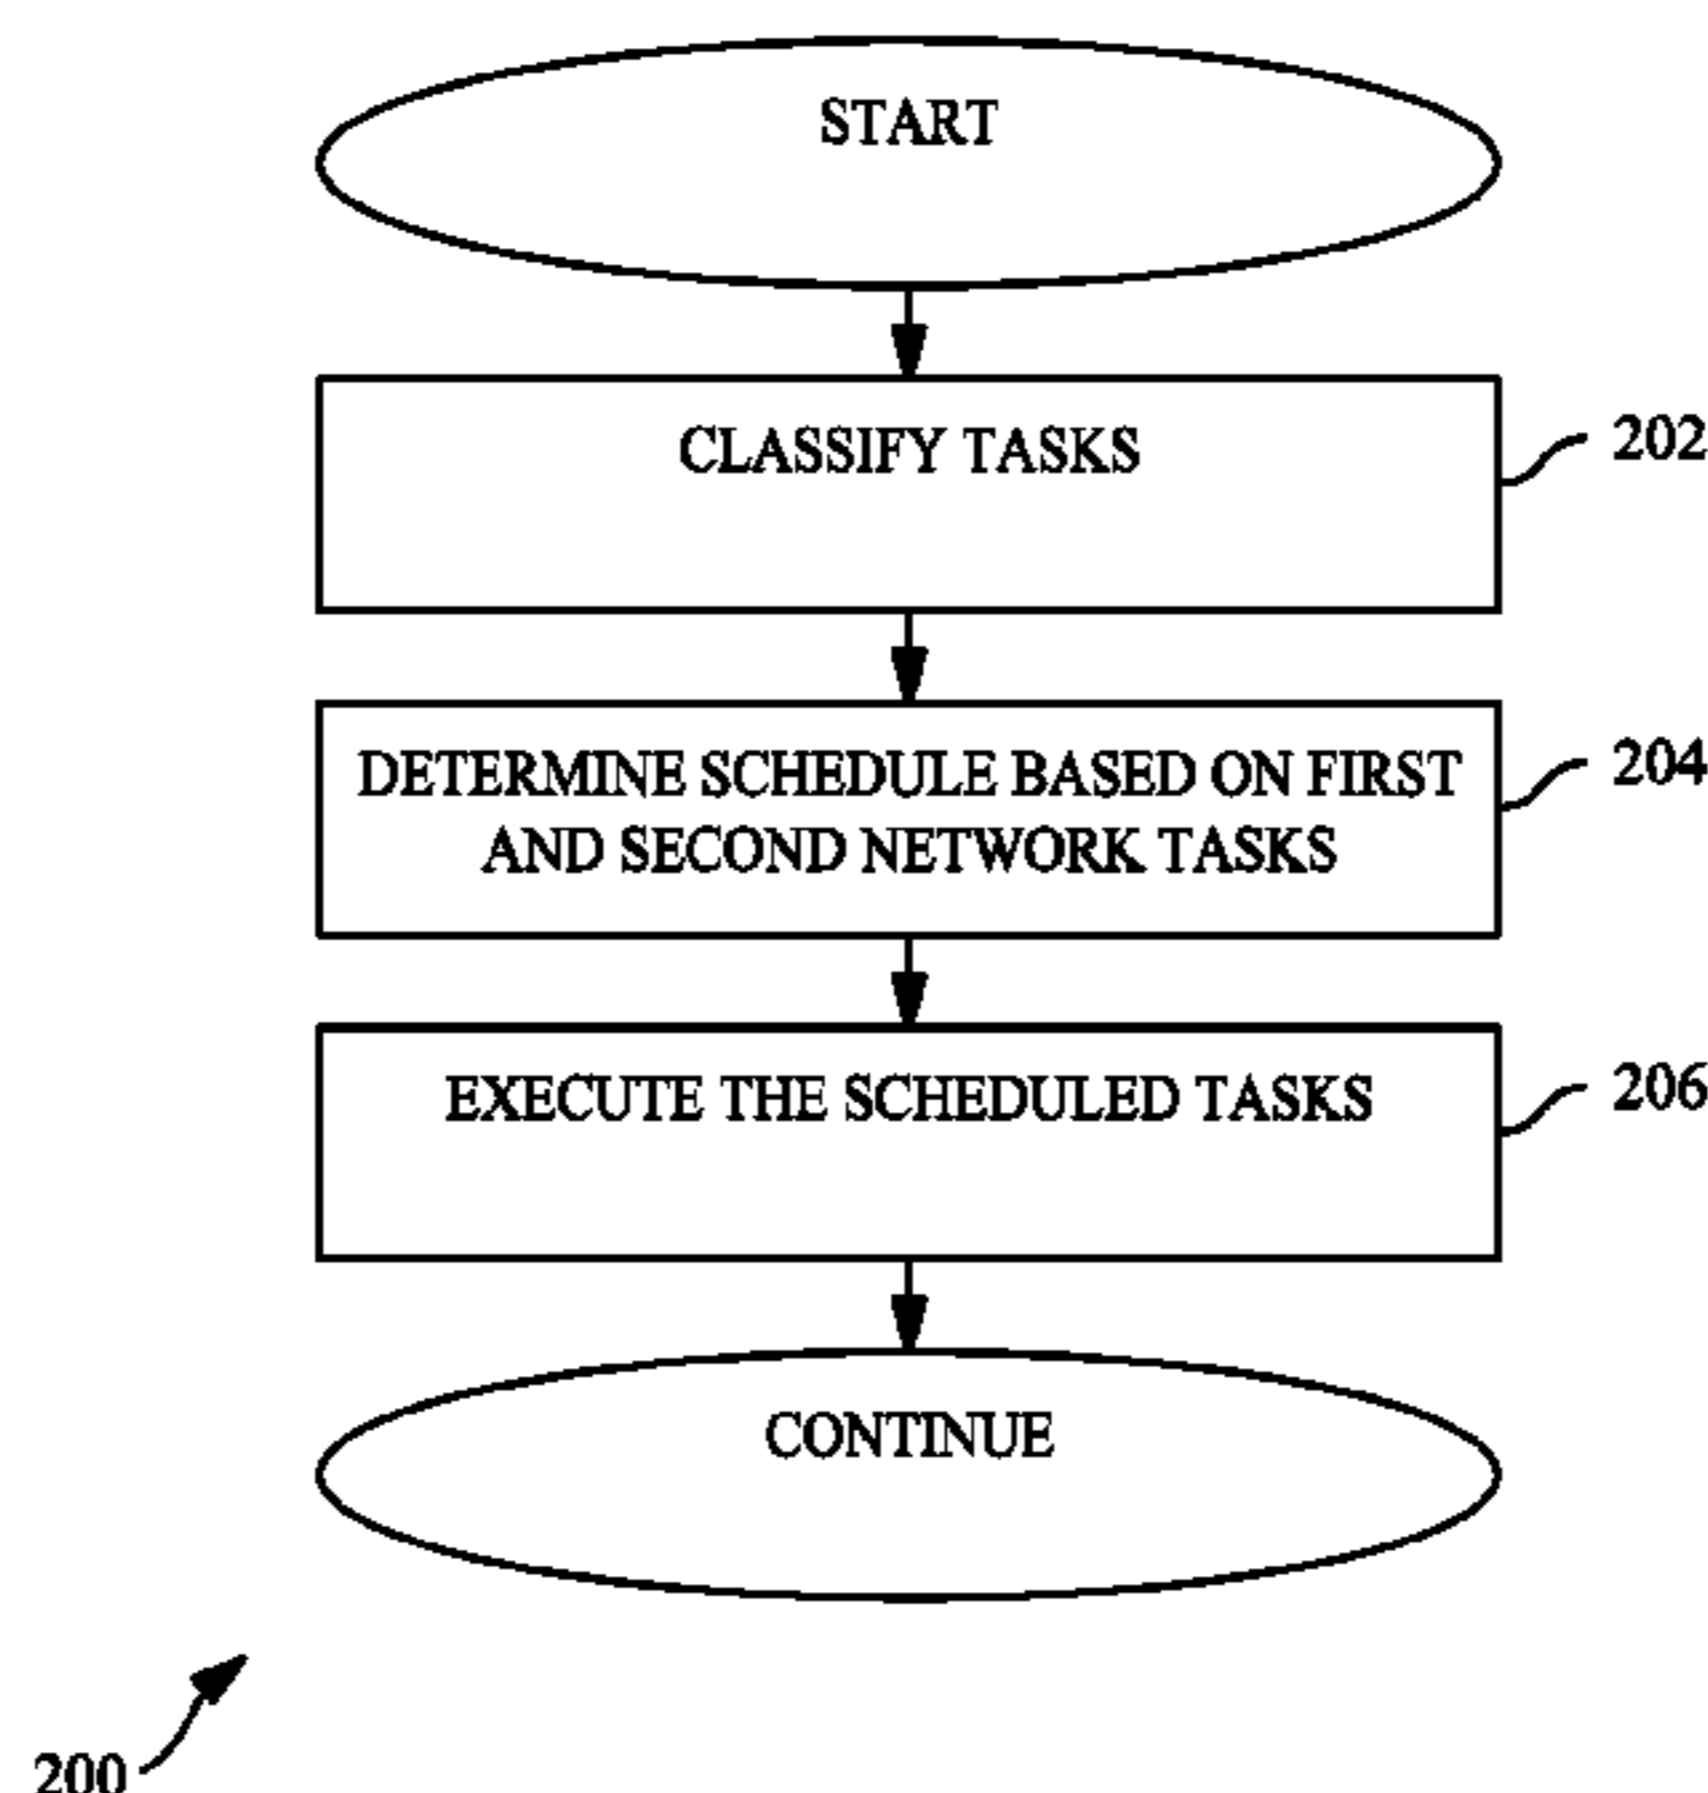 START
CLASSIFY TASKS
202
DETERMINE SCHEDULE BASED ON FIRST
AND SECOND NETWORK TASKS
204
EXECUTE THE SCHEDULED TASKS
206
CONTINUE
200